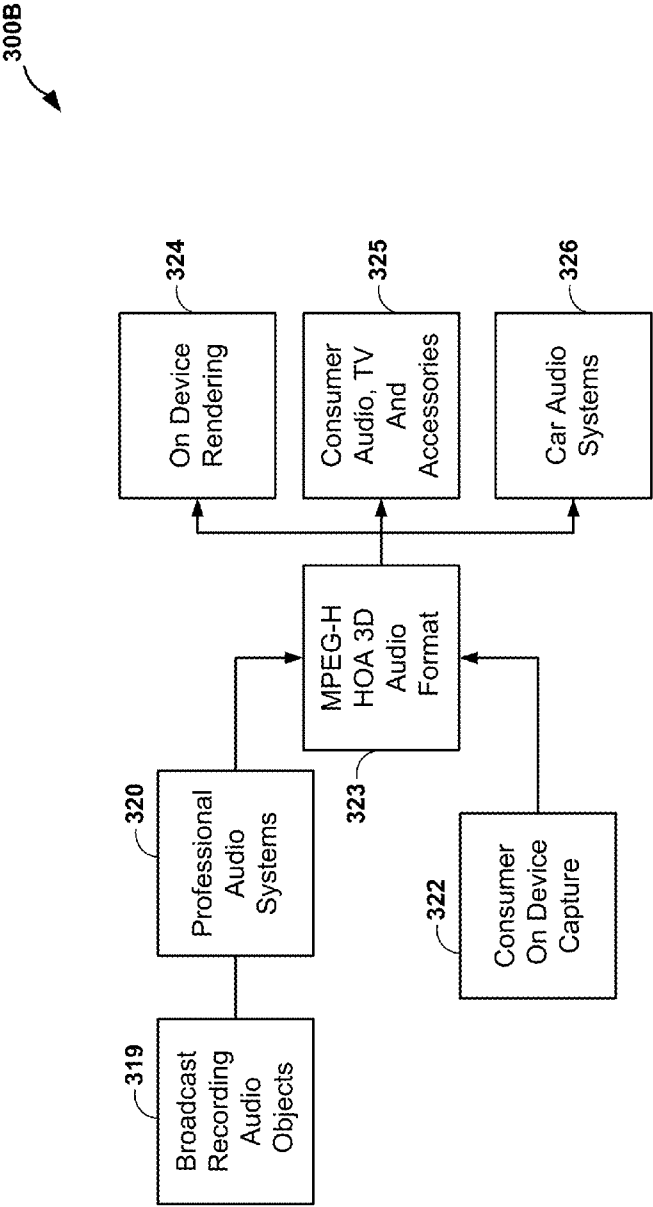 300B
319
Broadcast
Recording
Audio
Objects
320
Professional
Audio
Systems
322
Consumer
On Device
Capture
323
MPEG-H
HOA 3D
Audio
Format
324
On Device
Rendering
325
Consumer
Audio, TV
And
Accessories
326
Car Audio
Systems